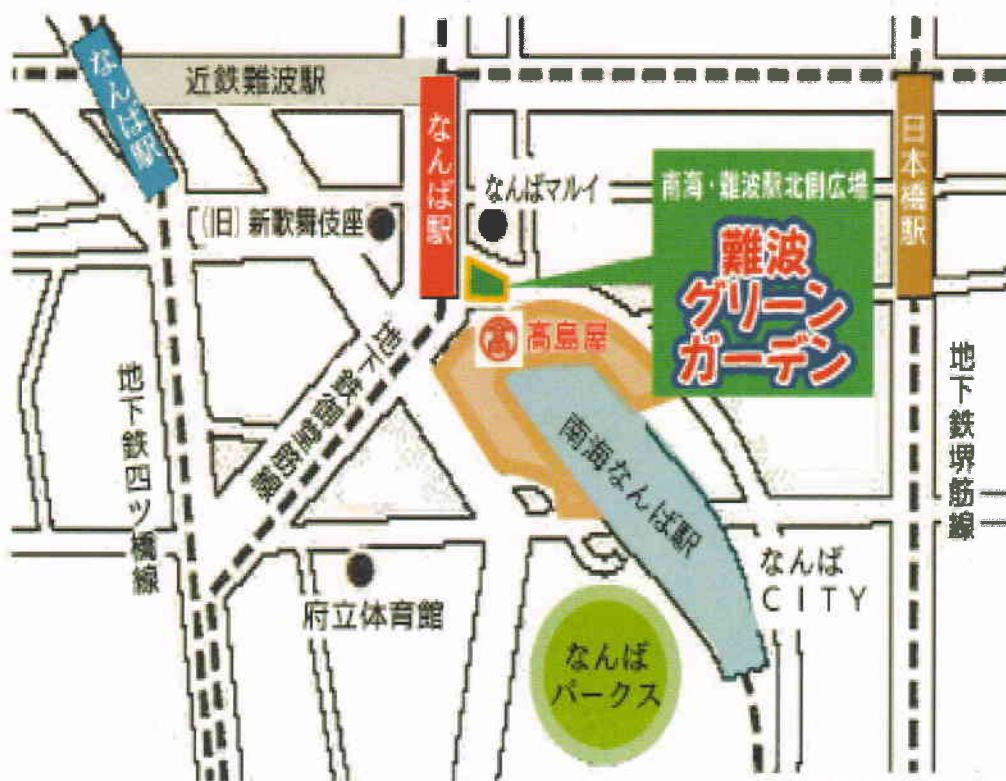 なんば駅
近鉄難波駅
なんば駅
日本橋駅
なんばマルイ
(旧)新歌舞伎座
南海・難波駅北側広場
難波
グリーン
ガーデン
髙
高島屋
地下鉄御堂筋線
地下鉄四ツ橋線
地下鉄堺筋線
南海なんば駅
なんば
CITY
府立体育館
なんば
パークス